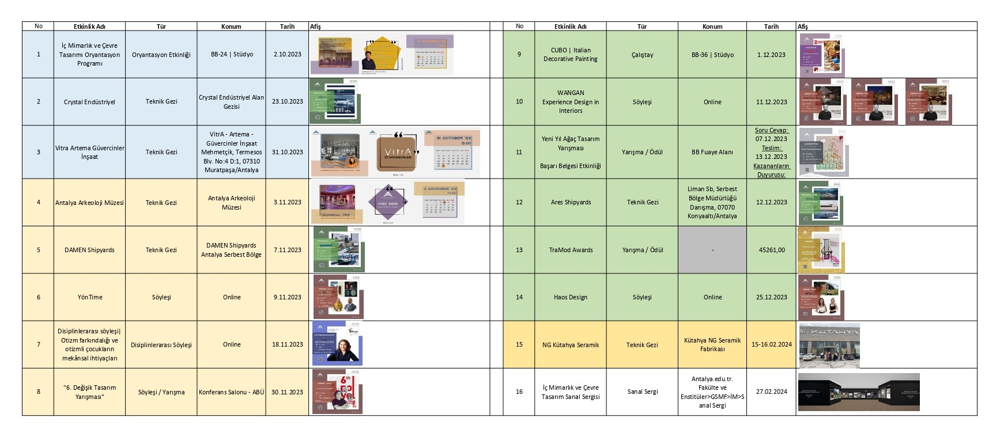 No Etkinlik Adı Tür Konum Tarih Afiş
1
İç Mimarlık ve Çevre
Tasarımı Oryantasyon
Programı
Oryantasyon Etkinliği
BB-24 | Stüdyo
2.10.2023
2
Crystal Endüstriyel
Teknik Gezi
Crystal Endüstriyel Alan
Gezisi
23.10.2023
3
Vitra Artema Güvercinler
İnşaat
Teknik Gezi
VitrA - Artema -
Güvercinler İnşaat
Mehmetçik, Termesos
Blv. No:4 D:1, 07310
Muratpaşa/Antalya
31.10.2023
31 OCTOBER '23
15.00
VitrA
GÜVERCİNLER
4
Antalya Arkeoloji Müzesi
Teknik Gezi
Antalya Arkeoloji
Müzesi
3.11.2023
3 NOVEMBER '23
14.00
IAED 2203
TECHNICAL TRIP
5
DAMEN Shipyards
Teknik Gezi
DAMEN Shipyards
Antalya Serbest Bölge
7.11.2023
6
YönTime
Söyleşi
Online
9.11.2023
7
Disiplinlerarası söyleşi|
Otizm farkındalığı ve
otizmli çocukların
mekânsal ihtiyaçları
Disiplinlerarası Söyleşi
Online
18.11.2023
8
"6. Değişik Tasarım
Yarışması"
Söyleşi / Yarışma
Konferans Salonu - ABÜ
30.11.2023
6th
No Etkinlik Adı Tür Konum Tarih Afiş
9
CUBO | Italian
Decorative Painting
Çalıştay
BB-36 | Stüdyo
1.12.2023
10
WANGAN
Experience Design in
Interiors
Söyleşi
Online
11.12.2023
11
Yeni Yıl Ağaç Tasarım
Yarışması
Başarı Belgesi Etkinliği
Yarışma / Ödül
BB Fuaye Alanı
Soru Cevap:
07.12.2023
Teslim:
13.12.2023
Kazananların
Duyurusu:
12
Ares Shipyards
Teknik Gezi
Liman Sb, Serbest
Bölge Müdürlüğü
Danışma, 07070
Konyaaltı/Antalya
12.12.2023
13
TraMod Awards
Yarışma / Ödül
-
45261,00
14
Haos Design
Söyleşi
Online
25.12.2023
15
NG Kütahya Seramik
Teknik Gezi
Kütahya NG Seramik
Fabrikası
15-16.02.2024
NG KUTAHYA
16
İç Mimarlık ve Çevre
Tasarım Sanal Sergisi
Sanal Sergi
Antalya.edu.tr.
Fakülte ve
Enstitüler>GSMF>İM>S
anal Sergi
27.02.2024